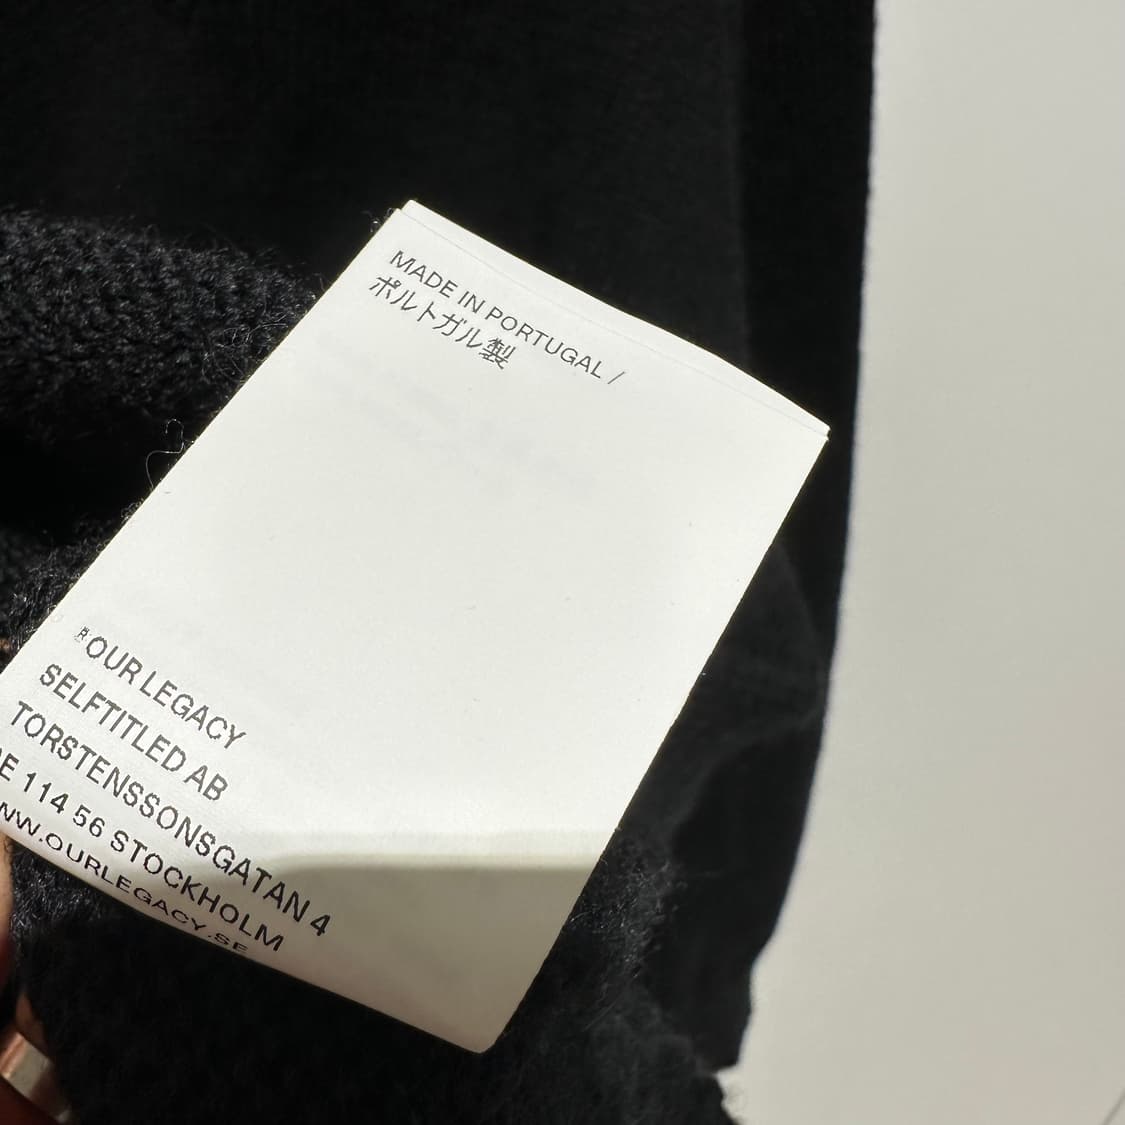 MADE IN PORTUGAL /
ポルトガル製
® OUR LEGACY
SELFTITLED AB
TORSTENSSONSGATAN 4
114 56 STOCKHOLM
WWW.OURLEGACY.SE